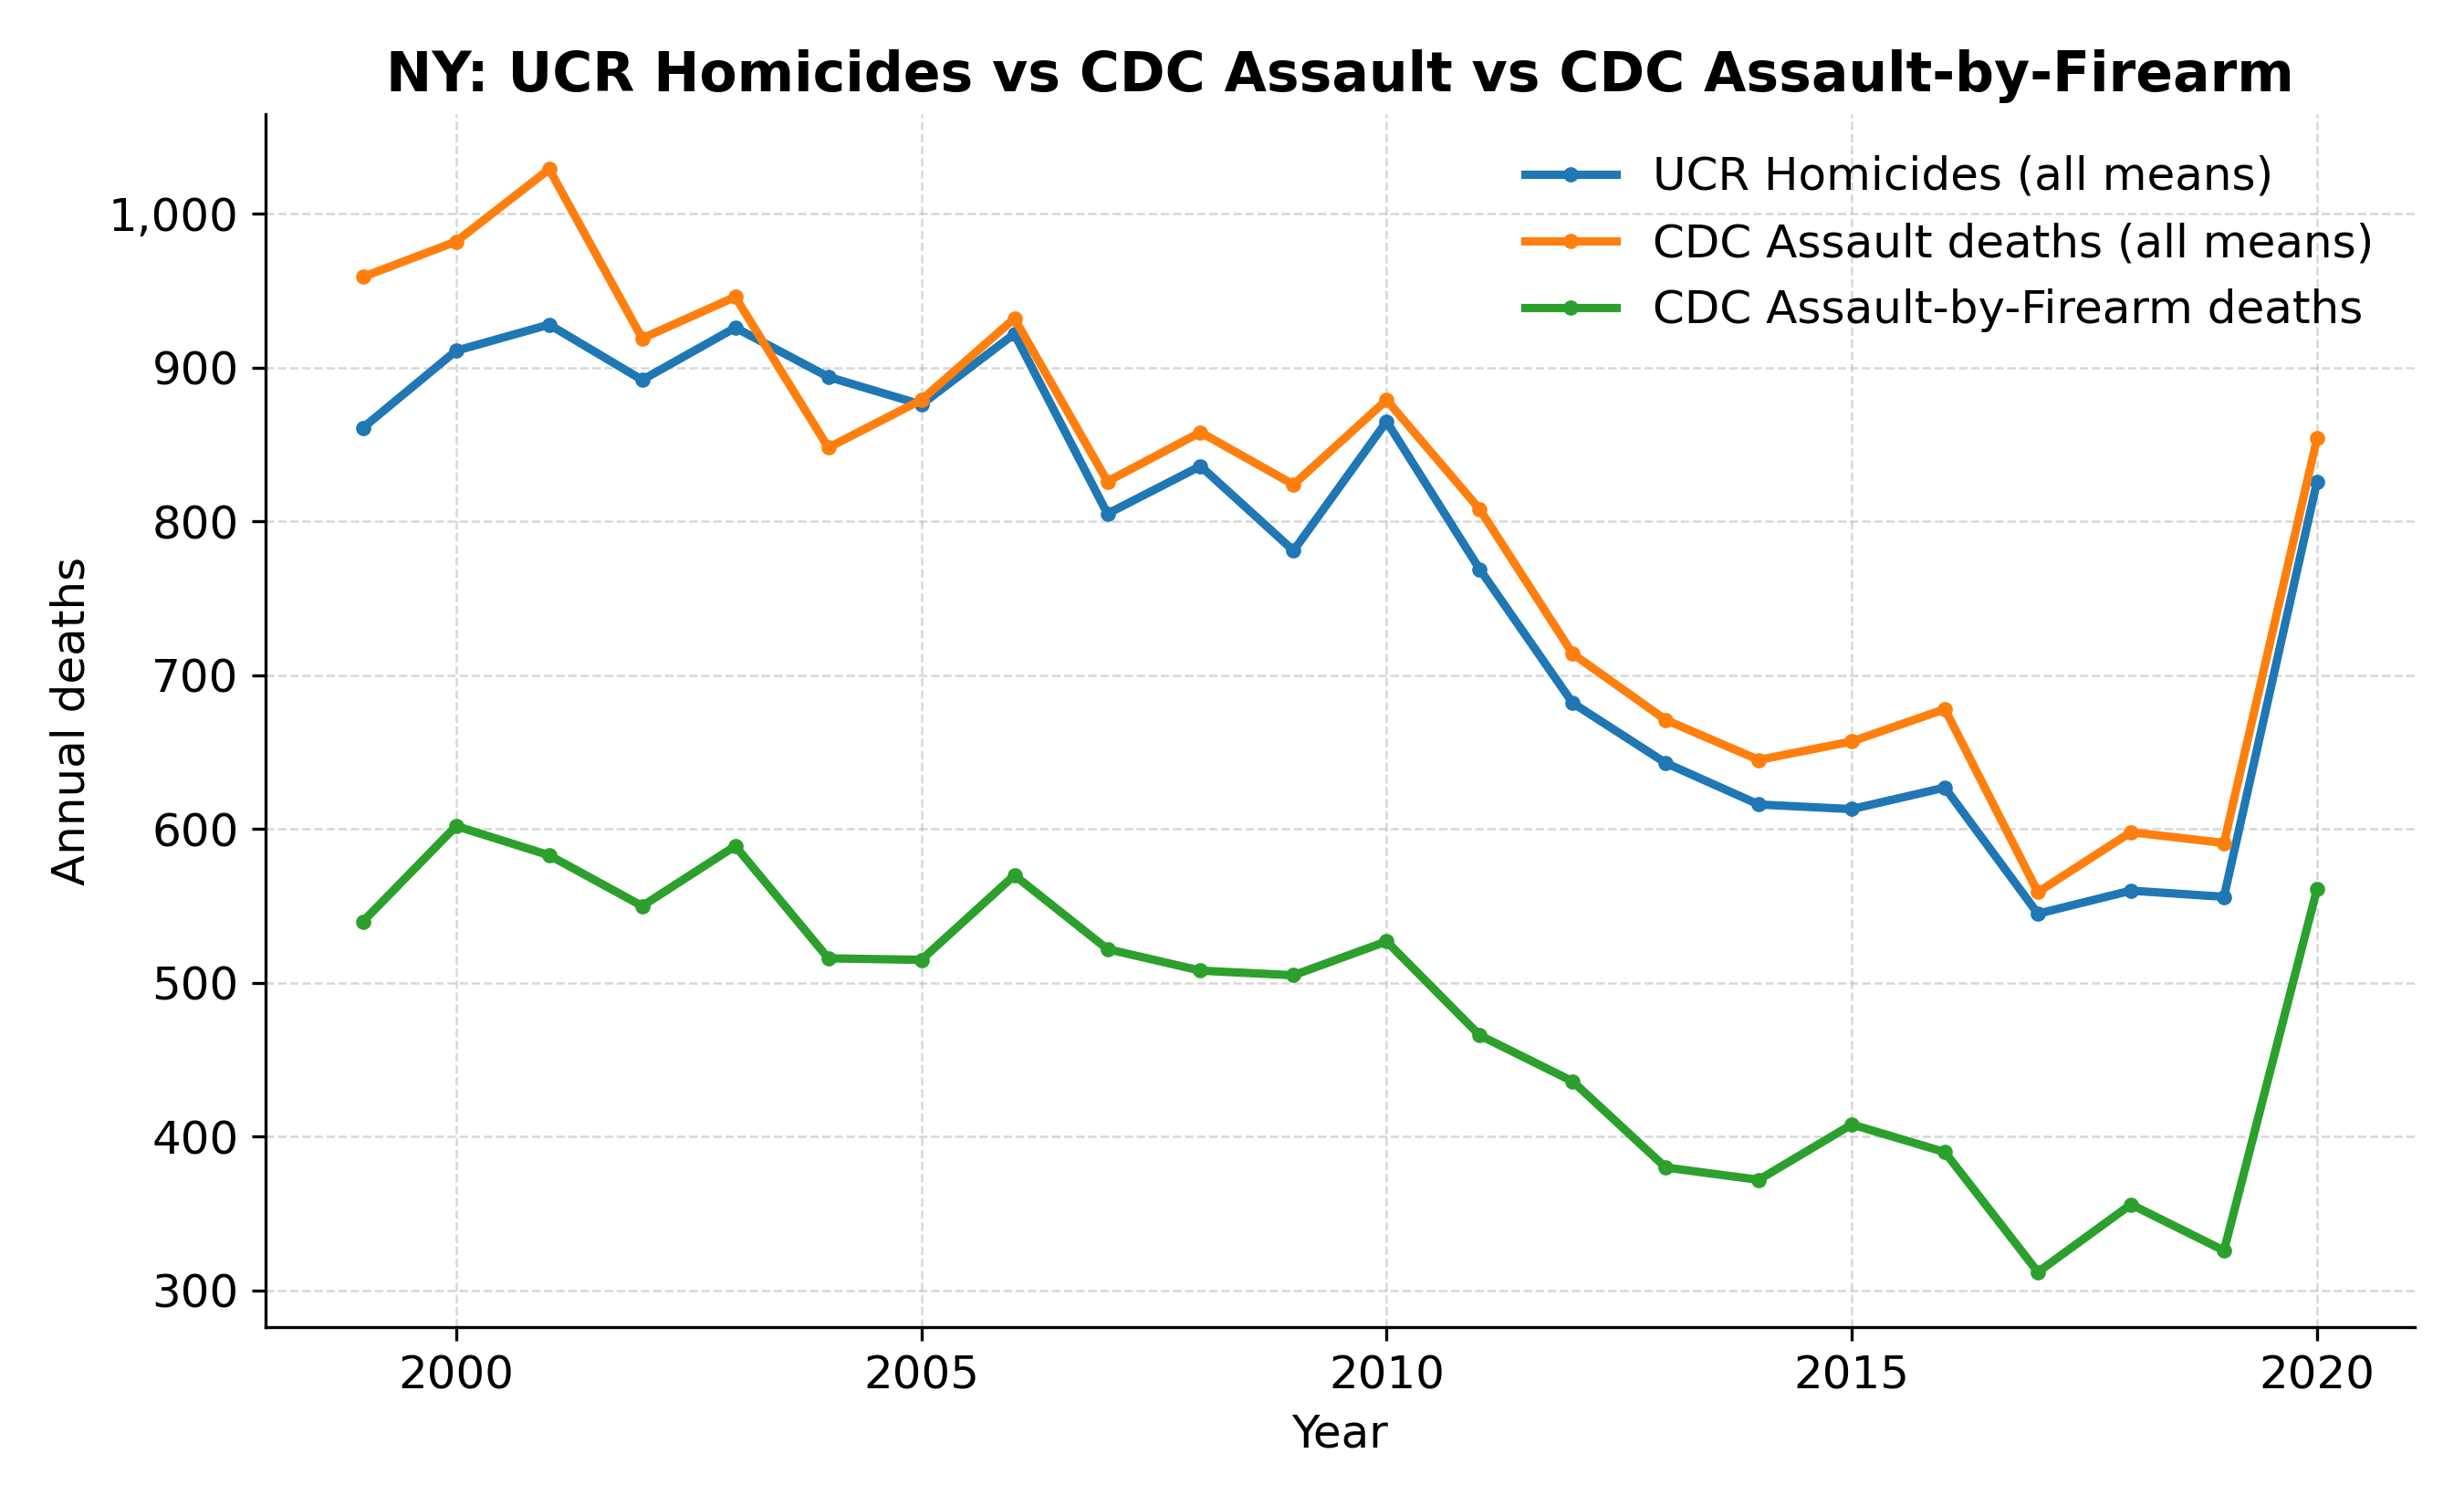 NY: UCR Homicides vs CDC Assault vs CDC Assault-by-Firearm
UCR Homicides (all means)
CDC Assault deaths (all means)
CDC Assault-by-Firearm deaths
Annual deaths
1,000
900
800
700
600
500
400
300
2000
2005
2010
2015
2020
Year